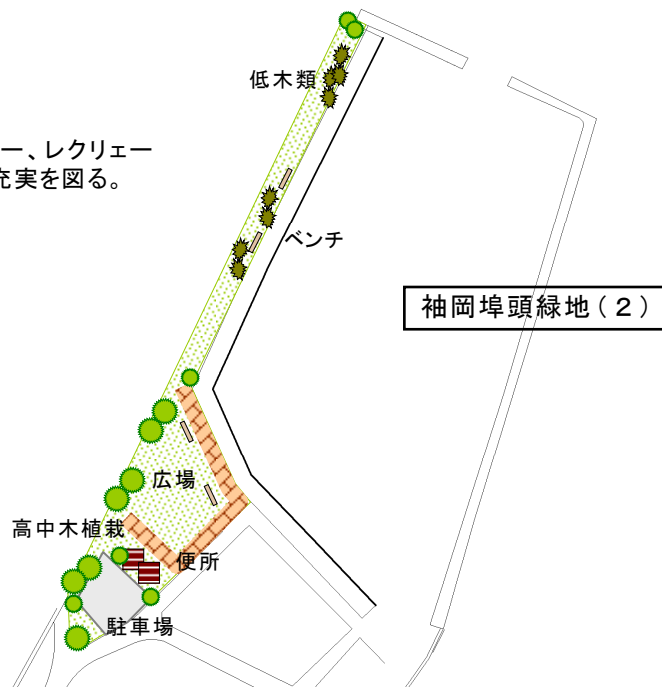 低木類
ー、レクリェー
充実を図る。
ベンチ
袖岡埠頭緑地（２）
広場
高中木植栽
便所
駐車場